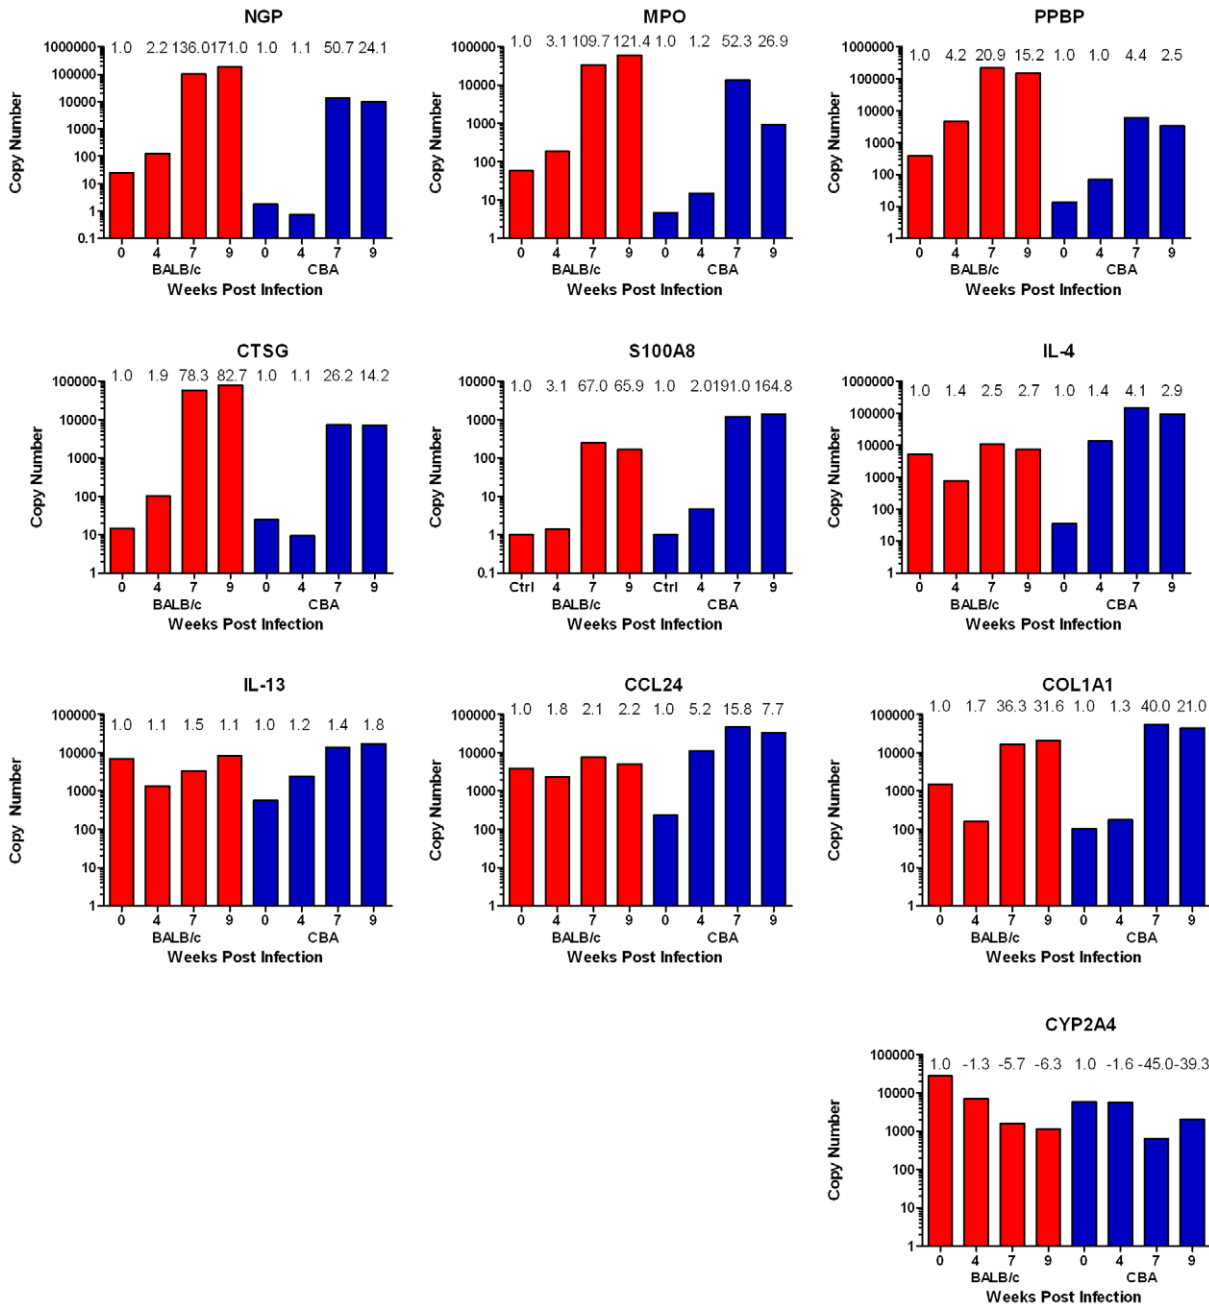 NGP
1.0 2.2 136.0 171.0 1.0 1.1 50.7 24.1
1000000
100000
10000
1000
100
10
1
0.1
Copy Number
0 4 7 9 0 4 7 9
BALB/c CBA
Weeks Post Infection
MPO
1.0 3.1 109.7 121.4 1.0 1.2 52.3 26.9
100000
10000
1000
100
10
1
Copy Number
0 4 7 9 0 4 7 9
BALB/c CBA
Weeks Post Infection
PPBP
1.0 4.2 20.9 15.2 1.0 1.0 4.4 2.5
1000000
100000
10000
1000
100
10
1
Copy Number
0 4 7 9 0 4 7 9
BALB/c CBA
Weeks Post Infection
CTSG
1.0 1.9 78.3 82.7 1.0 1.1 26.2 14.2
100000
10000
1000
100
10
1
Copy Number
0 4 7 9 0 4 7 9
BALB/c CBA
Weeks Post Infection
S100A8
1.0 3.1 67.0 65.9 1.0 2.0 191.0 164.8
10000
1000
100
10
1
0.1
Copy Number
Ctrl 4 7 9 Ctrl 4 7 9
BALB/c CBA
Weeks Post Infection
IL-4
1.0 1.4 2.5 2.7 1.0 1.4 4.1 2.9
1000000
100000
10000
1000
100
10
1
Copy Number
0 4 7 9 0 4 7 9
BALB/c CBA
Weeks Post Infection
IL-13
1.0 1.1 1.5 1.1 1.0 1.2 1.4 1.8
100000
10000
1000
100
10
1
Copy Number
0 4 7 9 0 4 7 9
BALB/c CBA
Weeks Post Infection
CCL24
1.0 1.8 2.1 2.2 1.0 5.2 15.8 7.7
100000
10000
1000
100
10
1
Copy Number
0 4 7 9 0 4 7 9
BALB/c CBA
Weeks Post Infection
COL1A1
1.0 1.7 36.3 31.6 1.0 1.3 40.0 21.0
100000
10000
1000
100
10
1
Copy Number
0 4 7 9 0 4 7 9
BALB/c CBA
Weeks Post Infection
CYP2A4
1.0 -1.3 -5.7 -6.3 1.0 -1.6 -45.0 -39.3
100000
10000
1000
100
10
1
Copy Number
0 4 7 9 0 4 7 9
BALB/c CBA
Weeks Post Infection